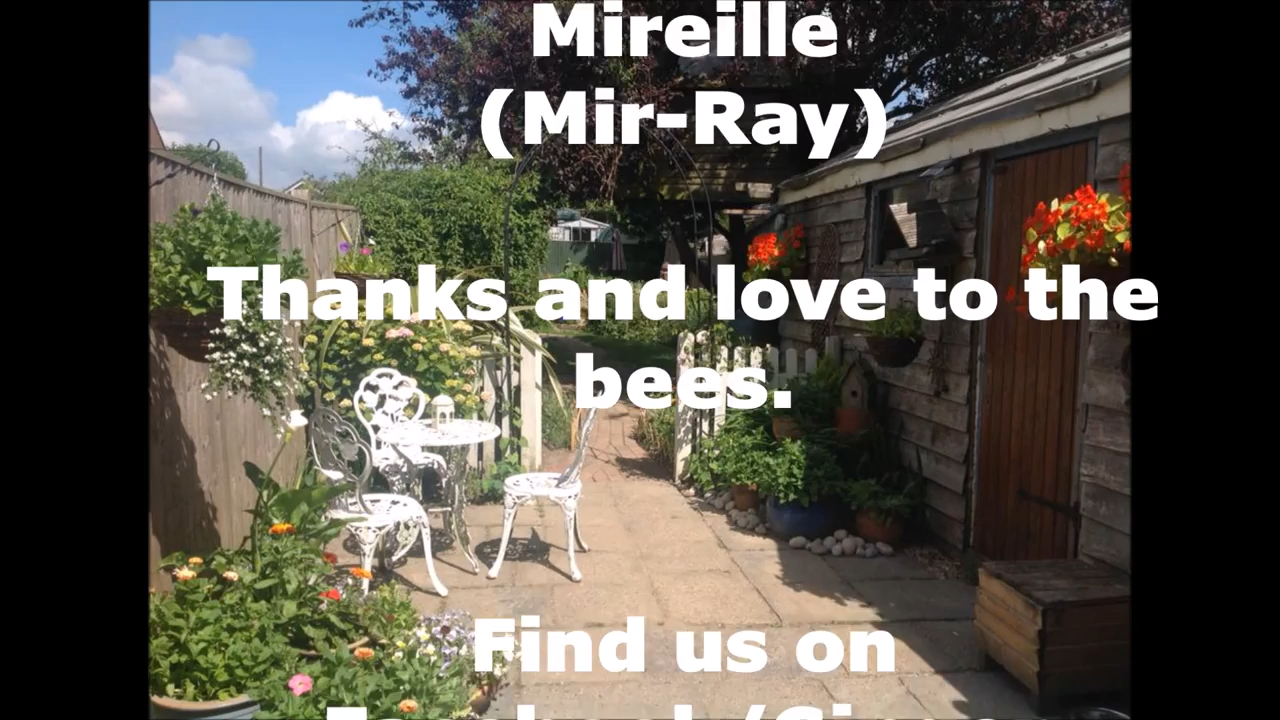 Mireille
(Mir-Ray)
Thanks and love to the
bees.
Find us on